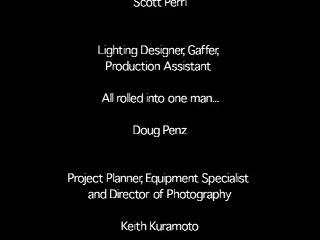 Scott Perri
Lighting Designer, Gaffer,
Production Assistant
All rolled into one man...
Doug Penz
Project Planner, Equipment Specialist
and Director of Photography
Keith Kuramoto